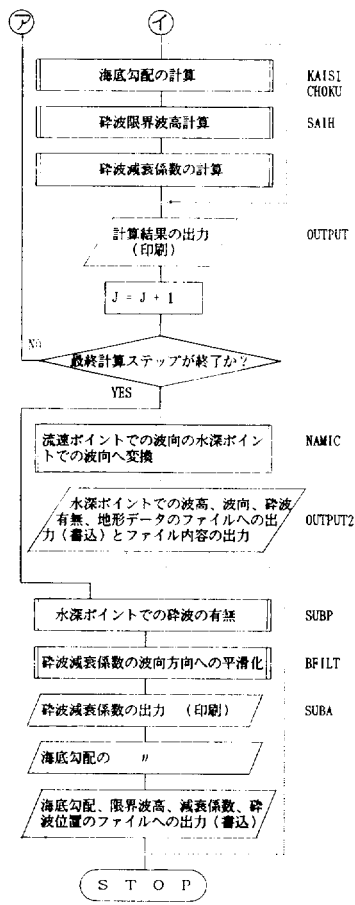 ア イ
海底勾配の計算 KAISI
CHOKU
砕波限界波高計算 SAIH
砕波減衰係数の計算
計算結果の出力 OUTPUT
(印刷)
J = J + 1
NO
最終計算ステップが終了か?
YES
流速ポイントでの波向の水深ポイン NAMIC
トでの波向へ変換
水深ポイントでの波高、波向、砕波
有無、地形データのファイルへの出 OUTPUT2
力(書込)とファイル内容の出力
水深ポイントでの砕波の有無 SUBP
砕波減衰係数の波向方向への平滑化 BFILT
砕波減衰係数の出力 (印刷) SUBA
海底勾配の 〃
海底勾配、限界波高、減衰係数、砕
波位置のファイルへの出力(書込)
S T O P